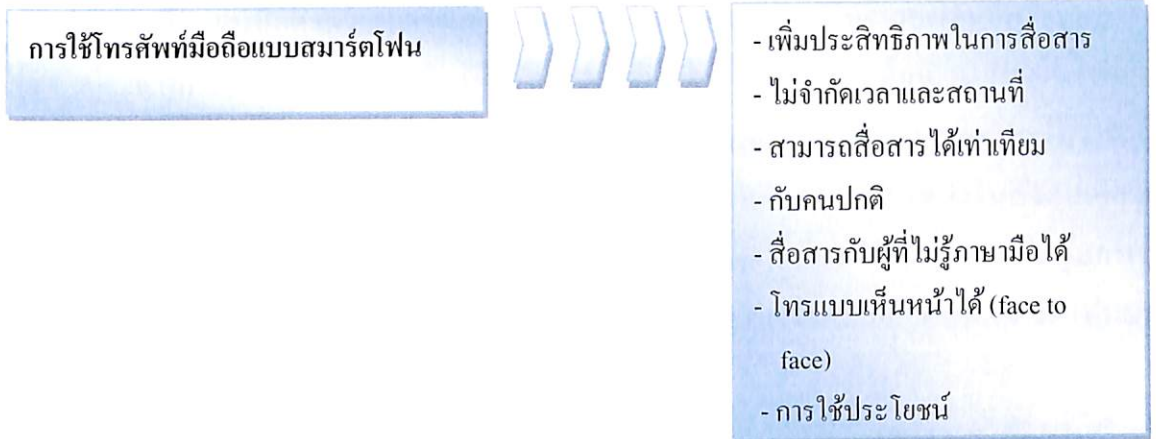 การใช้โทรศัพท์มือถือแบบสมาร์ตโฟน
- เพิ่มประสิทธิภาพในการสื่อสาร
- ไม่จำกัดเวลาและสถานที่
- สามารถสื่อสารได้เท่าเทียม
- กับคนปกติ
- สื่อสารกับผู้ที่ไม่รู้ภาษามือได้
- โทรแบบเห็นหน้าได้ (face to
face)
- การใช้ประโยชน์